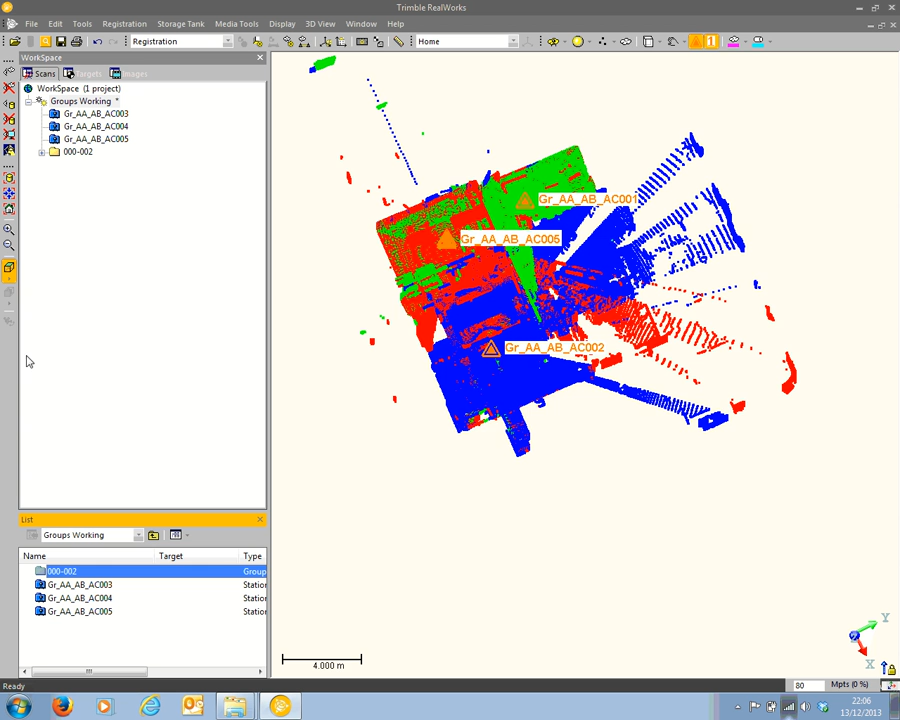 Trimble RealWorks
File Edit Tools Registration Storage Tank Media Tools Display 3D View Window Help
Registration
Home
1
WorkSpace
Scans Targets Images
WorkSpace (1 project)
Groups Working *
Gr_AA_AB_AC003
Gr_AA_AB_AC004
Gr_AA_AB_AC005
000-002
Gr_AA_AB_AC001
Gr_AA_AB_AC002
List
Groups Working
Name Target Type
000-002 Group
Gr_AA_AB_AC003 Station
Gr_AA_AB_AC004 Station
Gr_AA_AB_AC005 Station
4.000 m
Y
X
Ready
80 Mpts (0 %)
22:06
13/12/2013